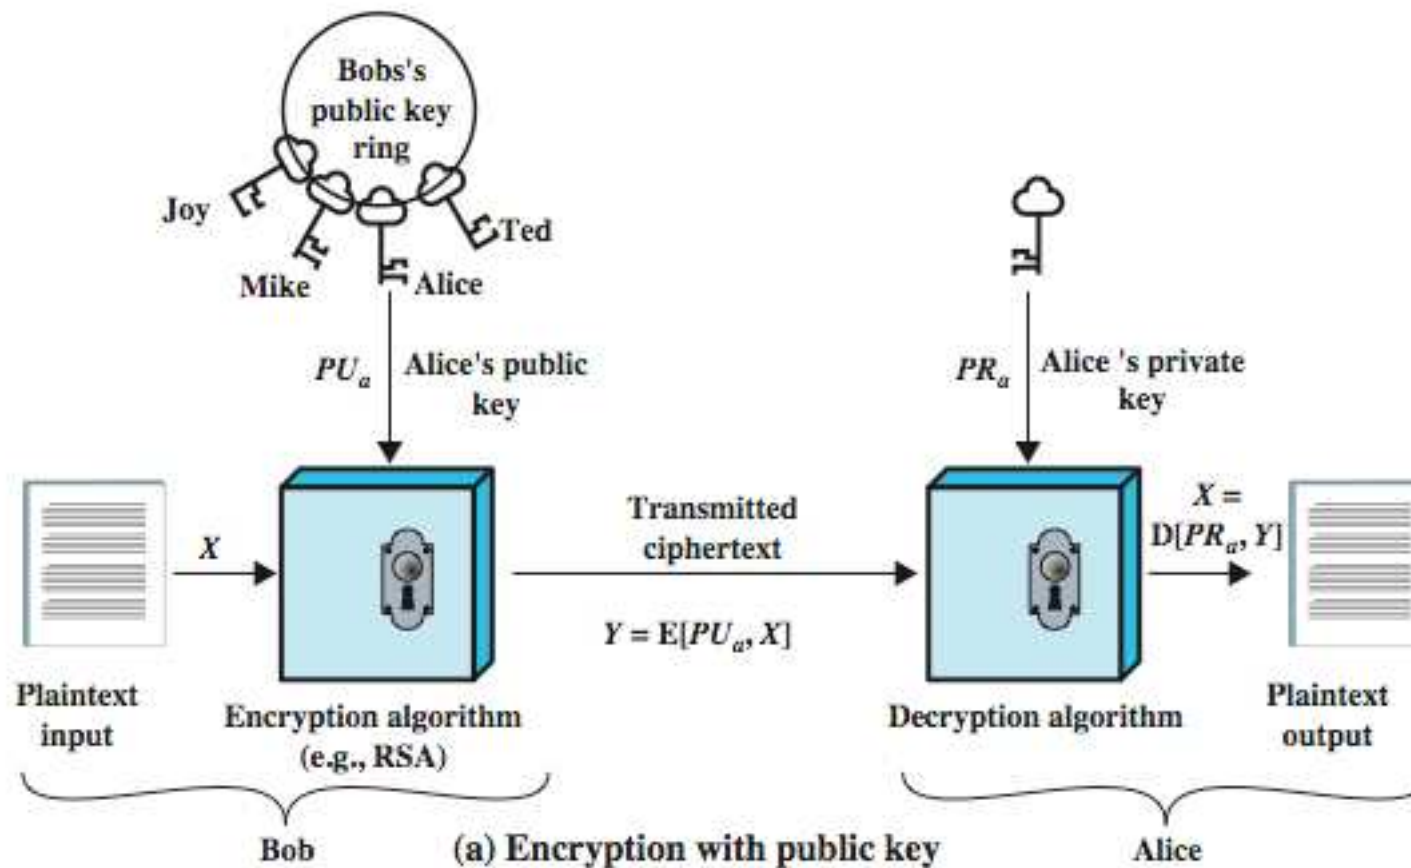 Bobs's
public key
ring
Joy
Ted
Mike
Alice
PUa
Alice's public
key
PRa
Alice 's private
key
X
Transmitted
ciphertext
X =
D[PRa, Y]
Y = E[PUa, X]
Plaintext
input
Encryption algorithm
(e.g., RSA)
Decryption algorithm
Plaintext
output
Bob
(a) Encryption with public key
Alice